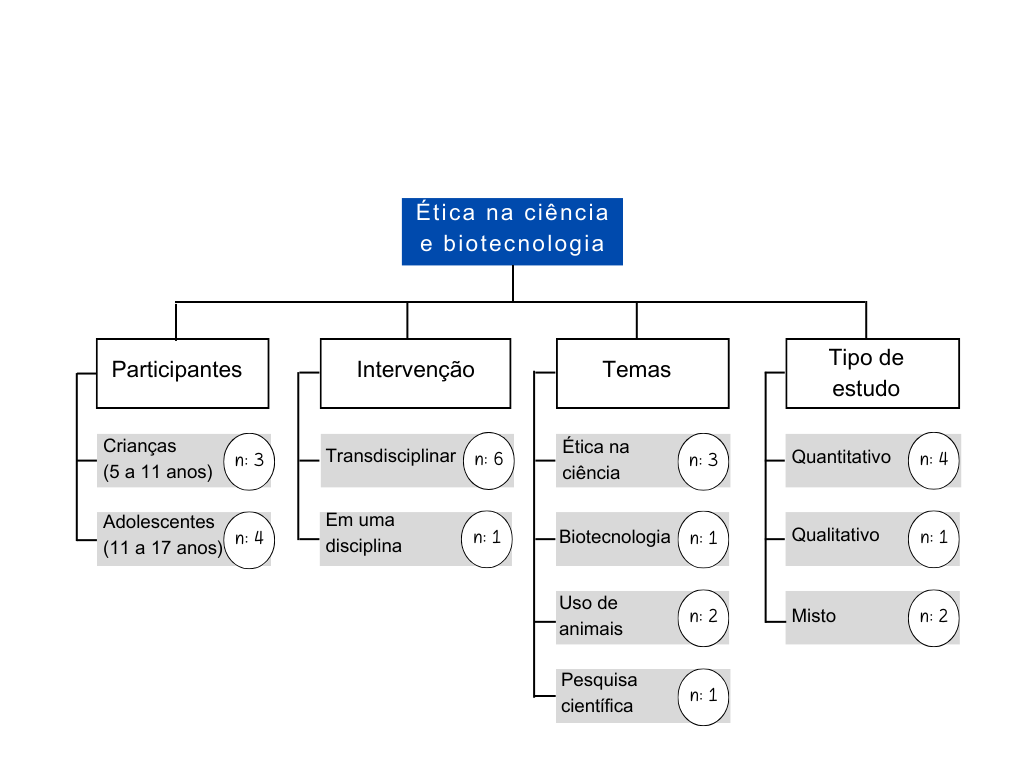 Ética na ciência
e biotecnologia
Participantes
Crianças
(5 a 11 anos)
n: 3
Adolescentes
(11 a 17 anos)
n: 4
Intervenção
Transdisciplinar
n: 6
Em uma
disciplina
n: 1
Temas
Ética na
ciência
n: 3
Biotecnologia
n: 1
Uso de
animais
n: 2
Pesquisa
científica
n: 1
Tipo de
estudo
Quantitativo
n: 4
Qualitativo
n: 1
Misto
n: 2